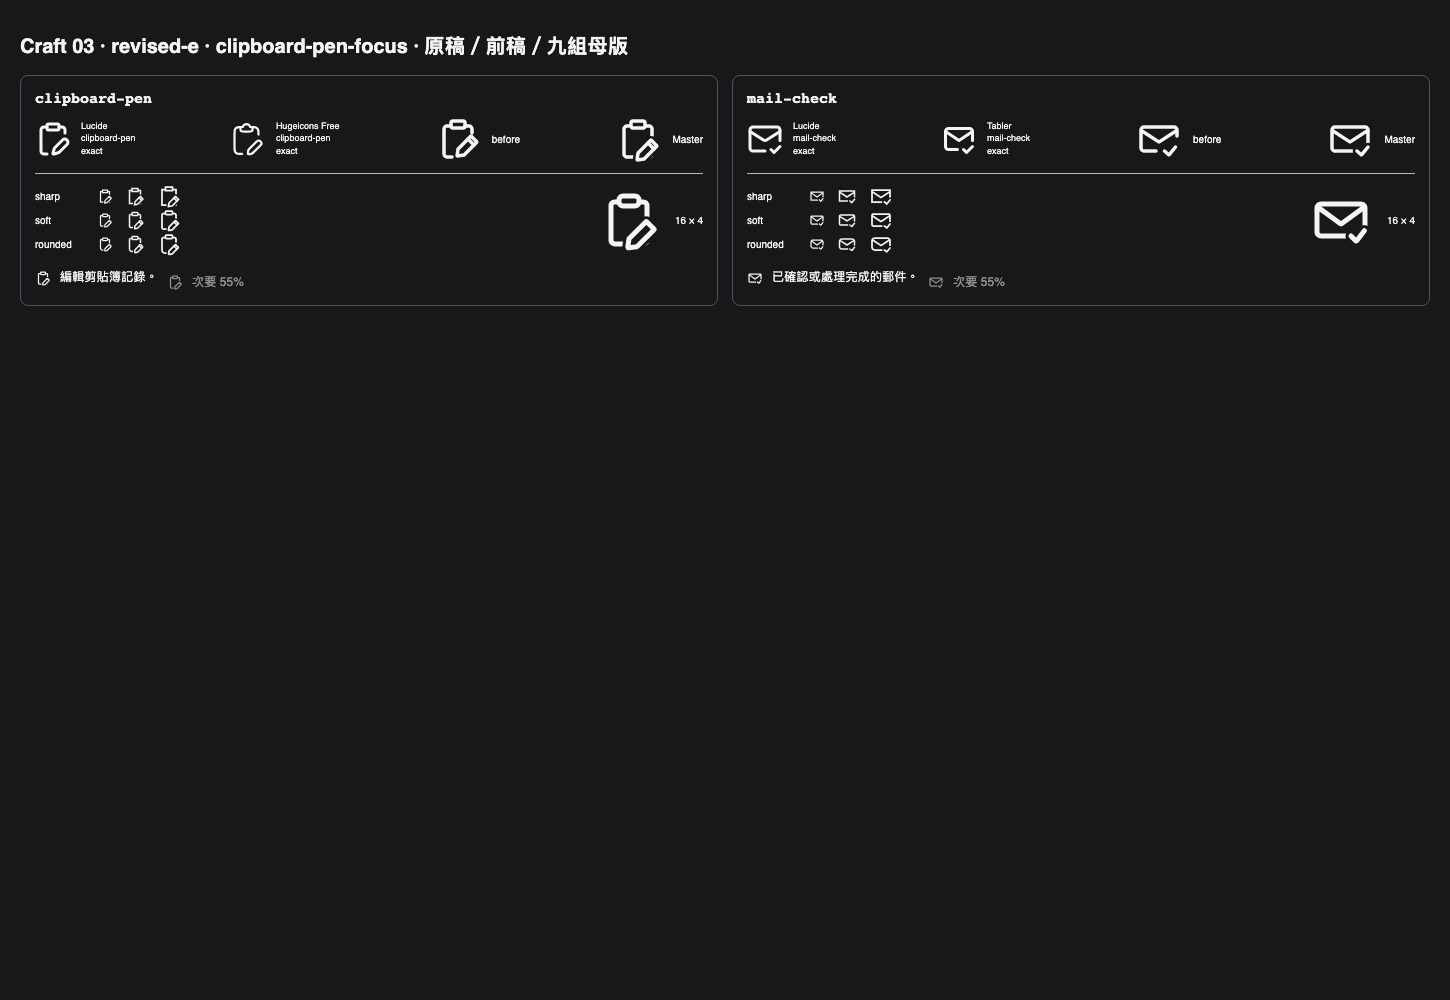 Craft 03 · revised-e · clipboard-pen-focus · 原稿 / 前稿 / 九組母版
clipboard-pen
Lucide
clipboard-pen
exact
Hugeicons Free
clipboard-pen
exact
before
Master
sharp
soft
rounded
16 × 4
編輯剪貼簿記錄。
次要 55%
mail-check
Lucide
mail-check
exact
Tabler
mail-check
exact
before
Master
sharp
soft
rounded
16 × 4
已確認或處理完成的郵件。
次要 55%